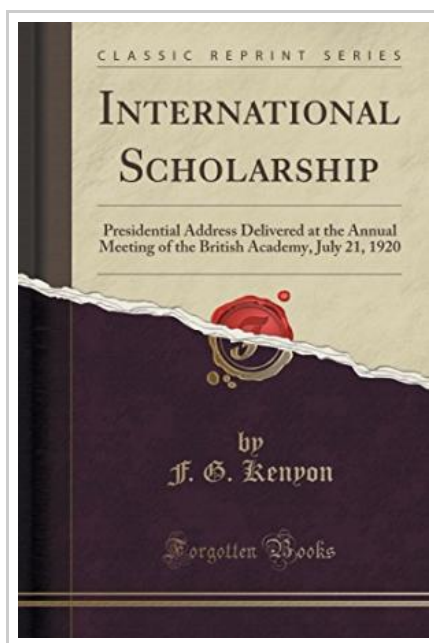 CLASSIC REPRINT SERIES
INTERNATIONAL
SCHOLARSHIP
Presidential Address Delivered at the Annual
Meeting of the British Academy, July 21, 1920
F
by
F. G. Kenyon
Forgotten Books